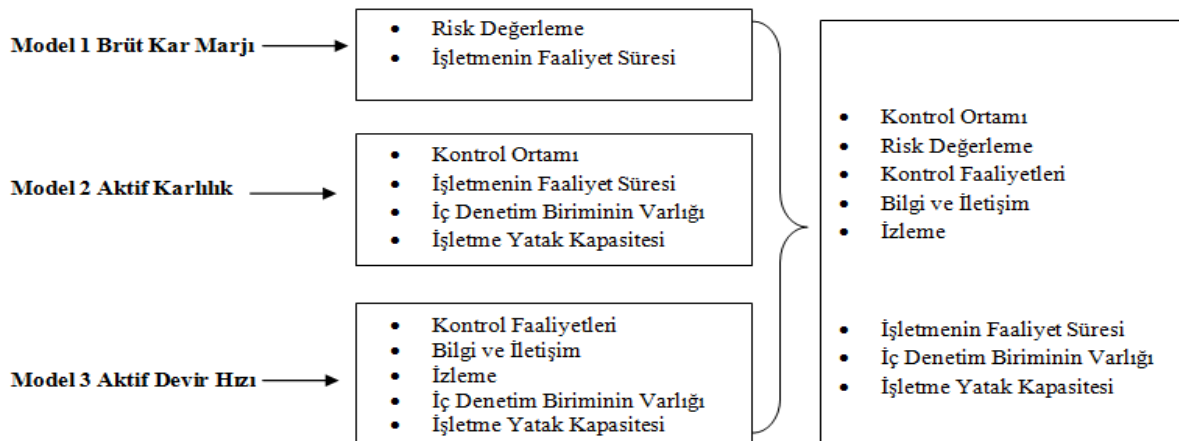 Model 1 Brüt Kar Marjı
• Risk Değerleme
• İşletmenin Faaliyet Süresi
Model 2 Aktif Karlılık
• Kontrol Ortamı
• İşletmenin Faaliyet Süresi
• İç Denetim Biriminin Varlığı
• İşletme Yatak Kapasitesi
Model 3 Aktif Devir Hızı
• Kontrol Faaliyetleri
• Bilgi ve İletişim
• İzleme
• İç Denetim Biriminin Varlığı
• İşletme Yatak Kapasitesi
• Kontrol Ortamı
• Risk Değerleme
• Kontrol Faaliyetleri
• Bilgi ve İletişim
• İzleme
• İşletmenin Faaliyet Süresi
• İç Denetim Biriminin Varlığı
• İşletme Yatak Kapasitesi